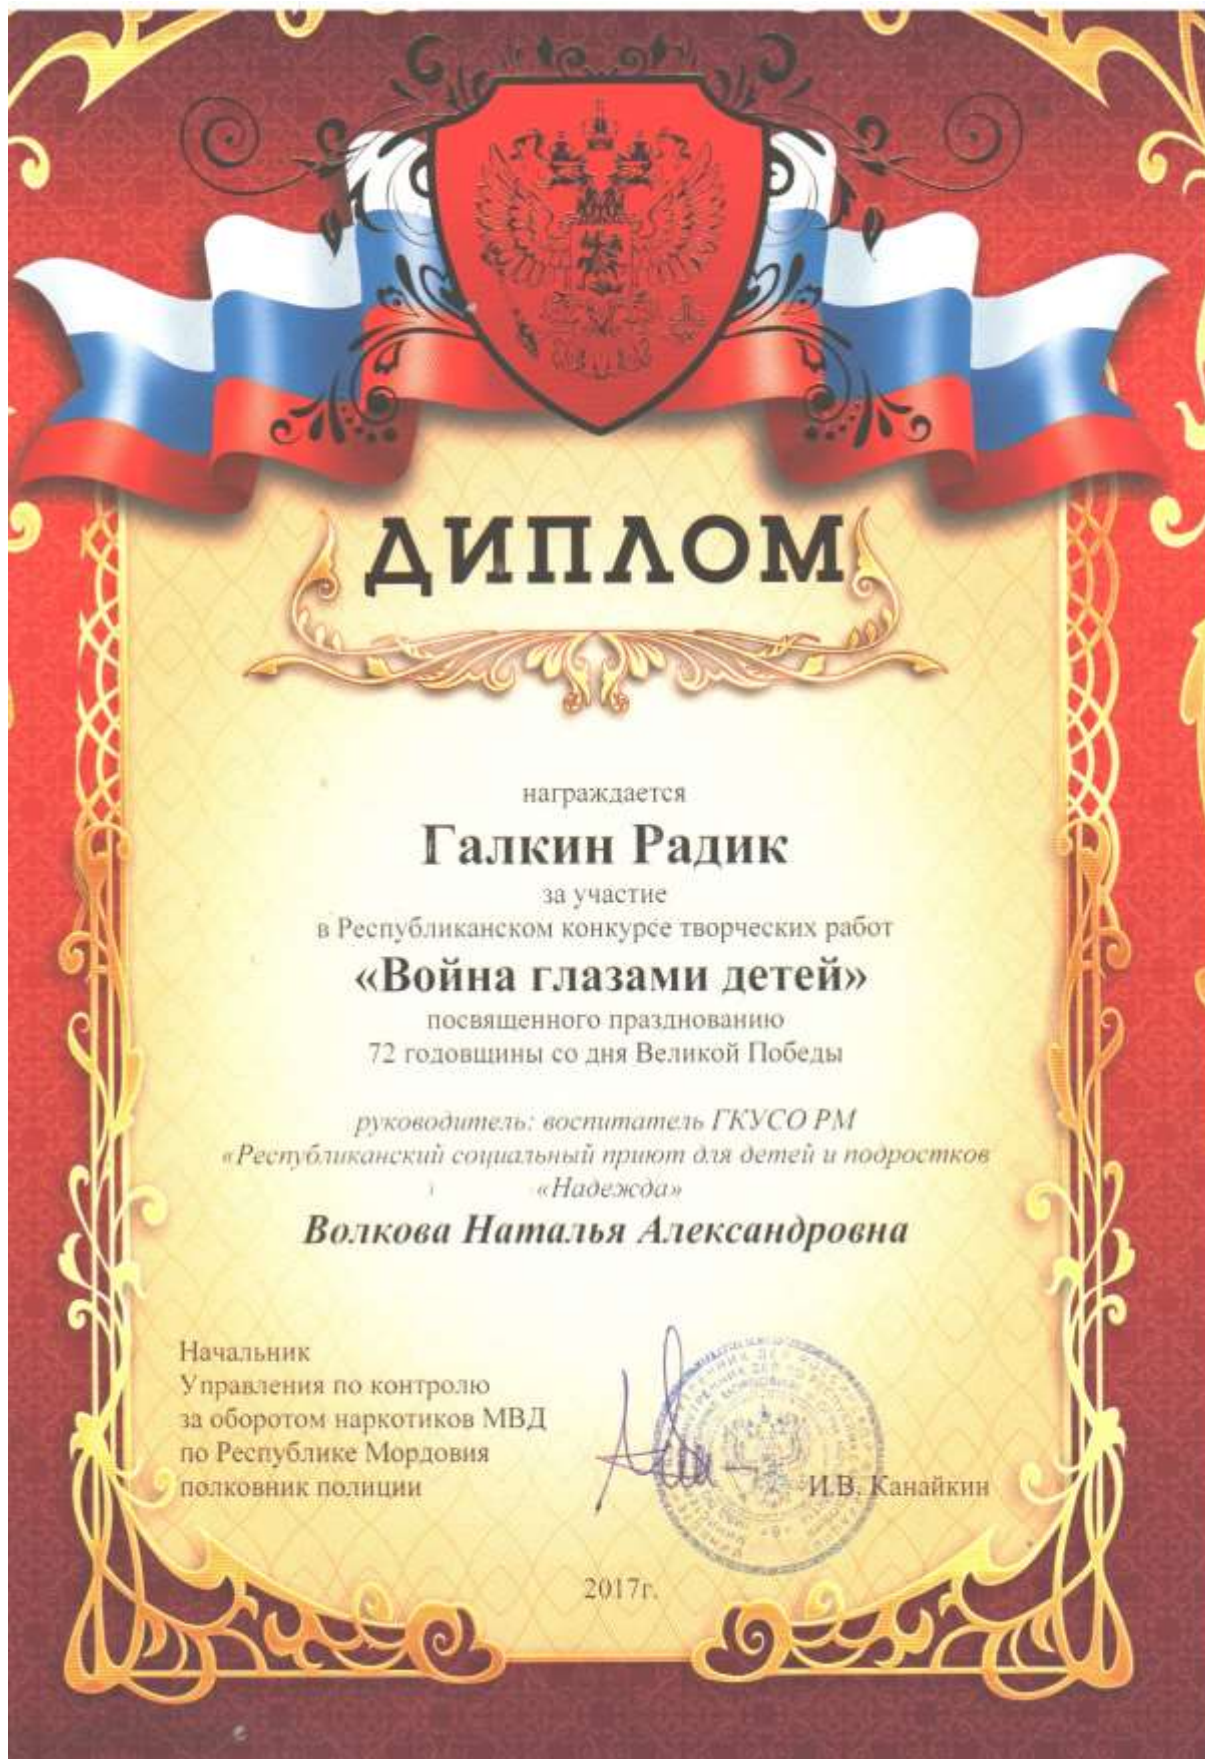 ДИПЛОМ
награждается
Галкин Радик
за участие
в Республиканском конкурсе творческих работ
«Война глазами детей»
посвященного празднованию
72 годовщины со дня Великой Победы
руководитель: воспитатель ГКУСО РМ
«Республиканский социальный приют для детей и подростков
«Надежда»
Волкова Наталья Александровна
Начальник
Управления по контролю
за оборотом наркотиков МВД
по Республике Мордовия
полковник полиции
И.В. Канайкин
2017г.